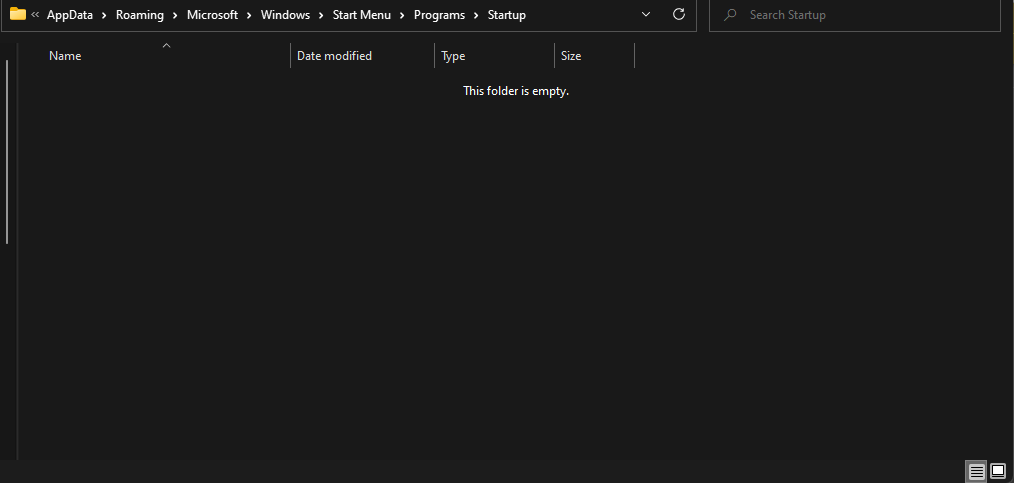 « AppData > Roaming > Microsoft > Windows > Start Menu > Programs > Startup Search Startup
Name Date modified Type Size
This folder is empty.